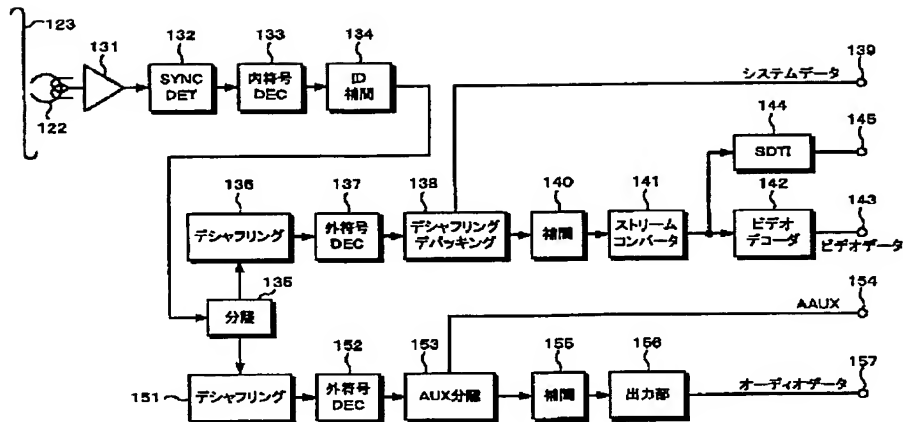 123
131
132
133
134
SYNC
DET
内符号
DEC
ID
補間
122
139
システムデータ
144
145
SDTI
136
137
138
140
141
142
143
デシャフリング
外符号
DEC
デシャフリング
デパッキング
補間
ストリーム
コンバータ
ビデオ
デコーダ
ビデオデータ
135
分離
154
AAUX
152
153
155
156
157
151
デシャフリング
外符号
DEC
AUX分離
補間
出力部
オーディオデータ